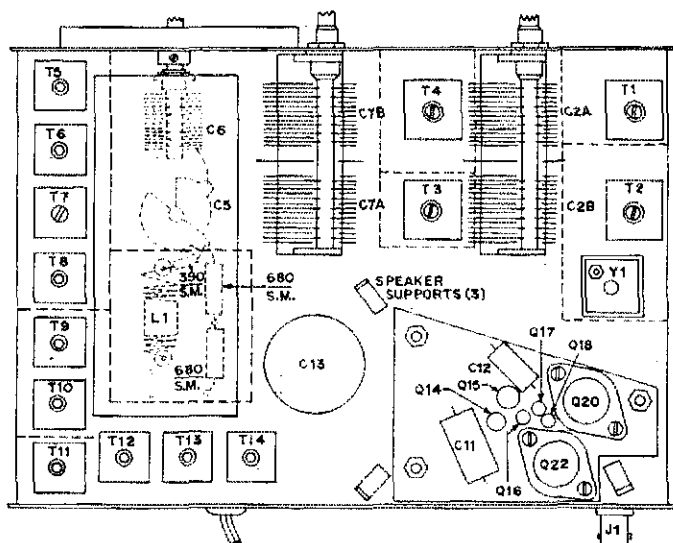 T5
T6
T7
T8
T9
T10
T11
T12
T13
T14
C6
C5
390
S.M.
680
S.M.
L1
680
S.M.
C7B
C7A
T4
T3
C2A
C2B
T1
T2
Y1
SPEAKER
SUPPORTS (3)
C13
Q17
Q18
C12
Q15
Q14
Q20
C11
Q16
Q22
J1